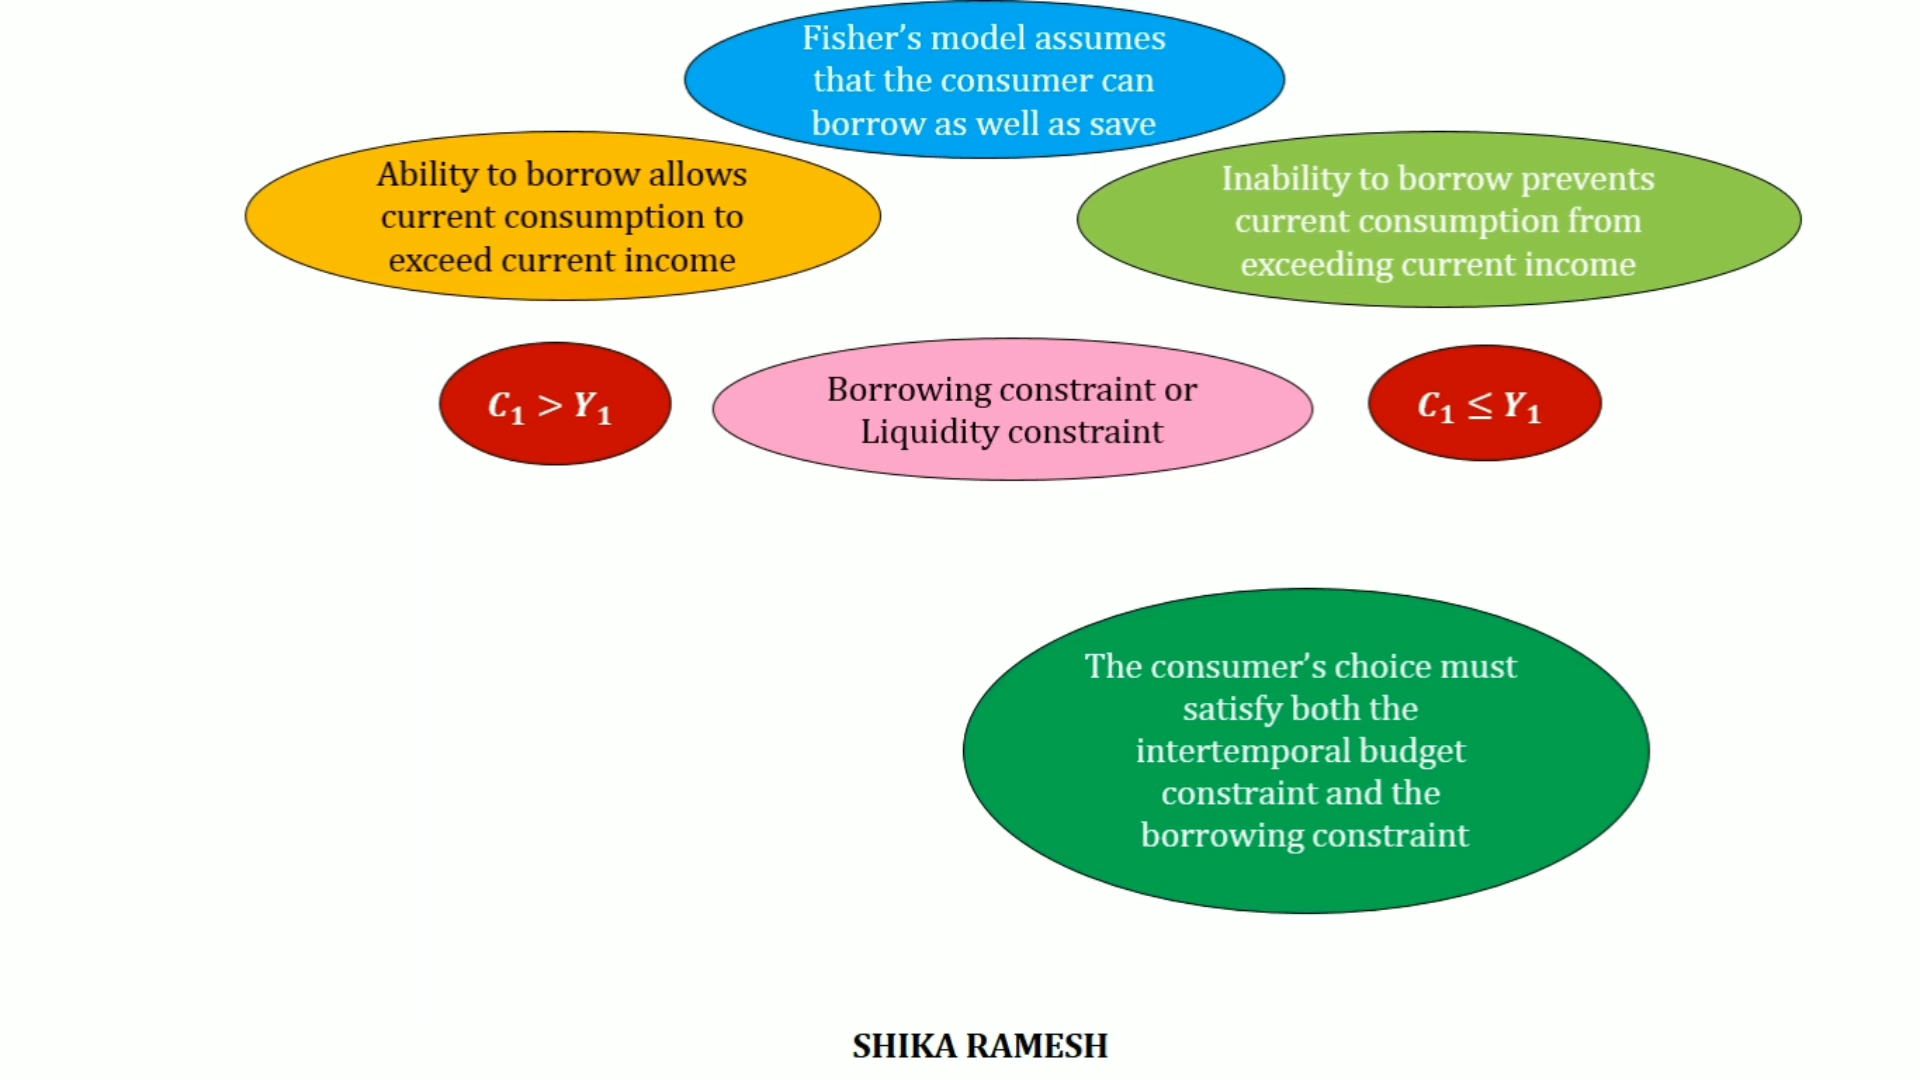 Fisher’s model assumes
that the consumer can
borrow as well as save
Ability to borrow allows
current consumption to
exceed current income
Inability to borrow prevents
current consumption from
exceeding current income
C₁ > Y₁
Borrowing constraint or
Liquidity constraint
C₁ ≤ Y₁
The consumer’s choice must
satisfy both the
intertemporal budget
constraint and the
borrowing constraint
SHIKA RAMESH